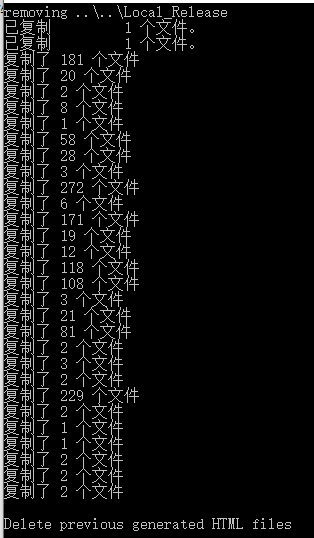 removing ..\..\Local_Release
已复制         1 个文件。
已复制         1 个文件。
复制了 181 个文件
复制了 20 个文件
复制了 2 个文件
复制了 8 个文件
复制了 1 个文件
复制了 58 个文件
复制了 28 个文件
复制了 3 个文件
复制了 272 个文件
复制了 6 个文件
复制了 171 个文件
复制了 19 个文件
复制了 12 个文件
复制了 118 个文件
复制了 108 个文件
复制了 3 个文件
复制了 21 个文件
复制了 81 个文件
复制了 2 个文件
复制了 3 个文件
复制了 2 个文件
复制了 229 个文件
复制了 2 个文件
复制了 1 个文件
复制了 1 个文件
复制了 2 个文件
复制了 2 个文件
复制了 2 个文件
Delete previous generated HTML files